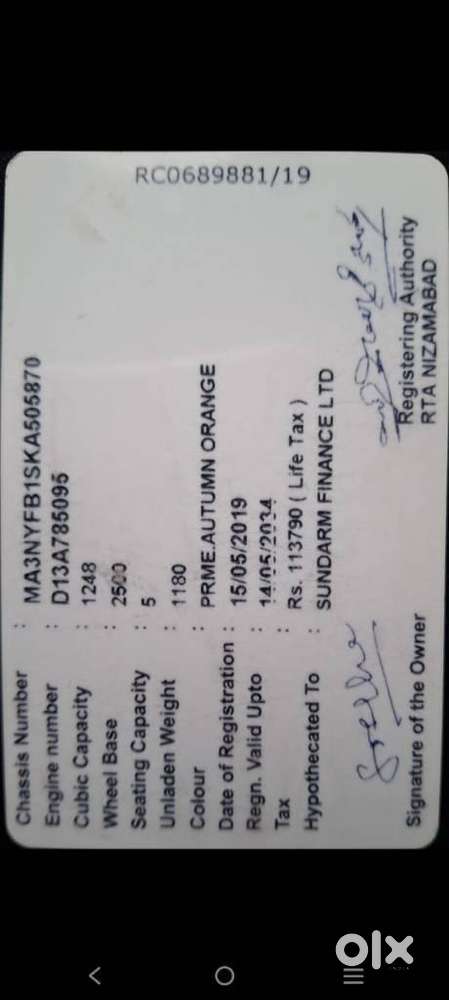 RC0689881/19
Chassis Number : MA3NYFB1SKA505870
Engine number : D13A785095
Cubic Capacity : 1248
Wheel Base : 2500
Seating Capacity : 5
Unladen Weight : 1180
Colour : PRME.AUTUMN ORANGE
Date of Registration : 15/05/2019
Regn. Valid Upto : 14/05/2034
Tax : Rs. 113790 ( Life Tax )
Hypothecated To : SUNDARM FINANCE LTD
Signature of the Owner
Registering Authority
RTA NIZAMABAD
olx
INDIA